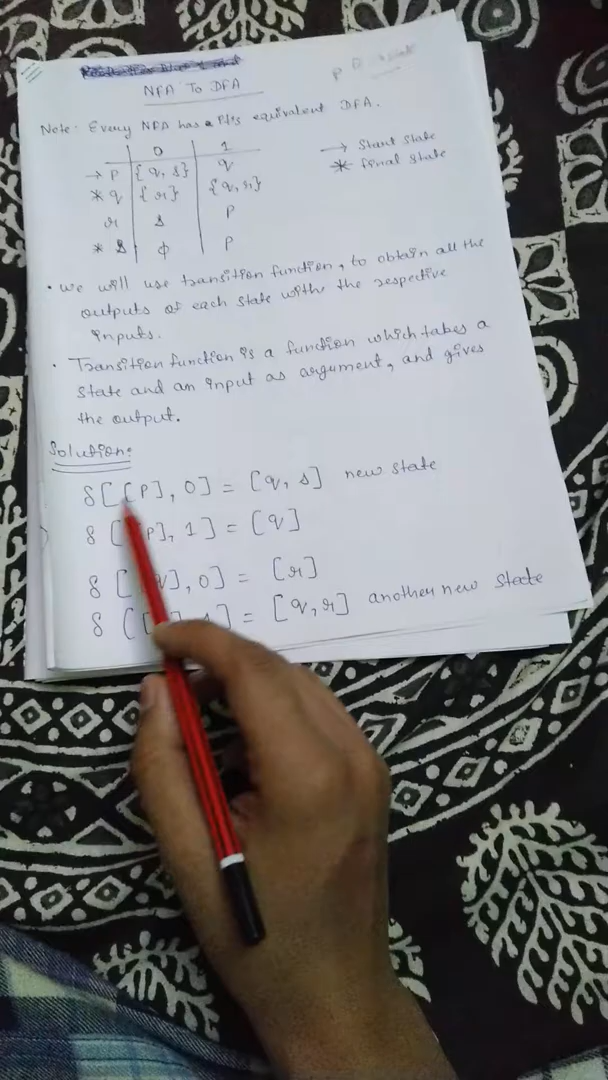 NFA To DFA
Note: Every NFA has a its equivalent DFA.
0 1
→ p {q, s} q
* q {r} {q, r}
r s p
* s ϕ p
→ Start state
* final state
• we will use transition function, to obtain all the
outputs of each state with the respective
inputs.
• Transition function is a function which takes a
state and an input as argument, and gives
the output.
Solution:
δ[[p], 0] = [q, s] new state
δ [ p], 1] = [q]
δ [ q], 0] = [r]
δ [[ ] = [q, r] another new state